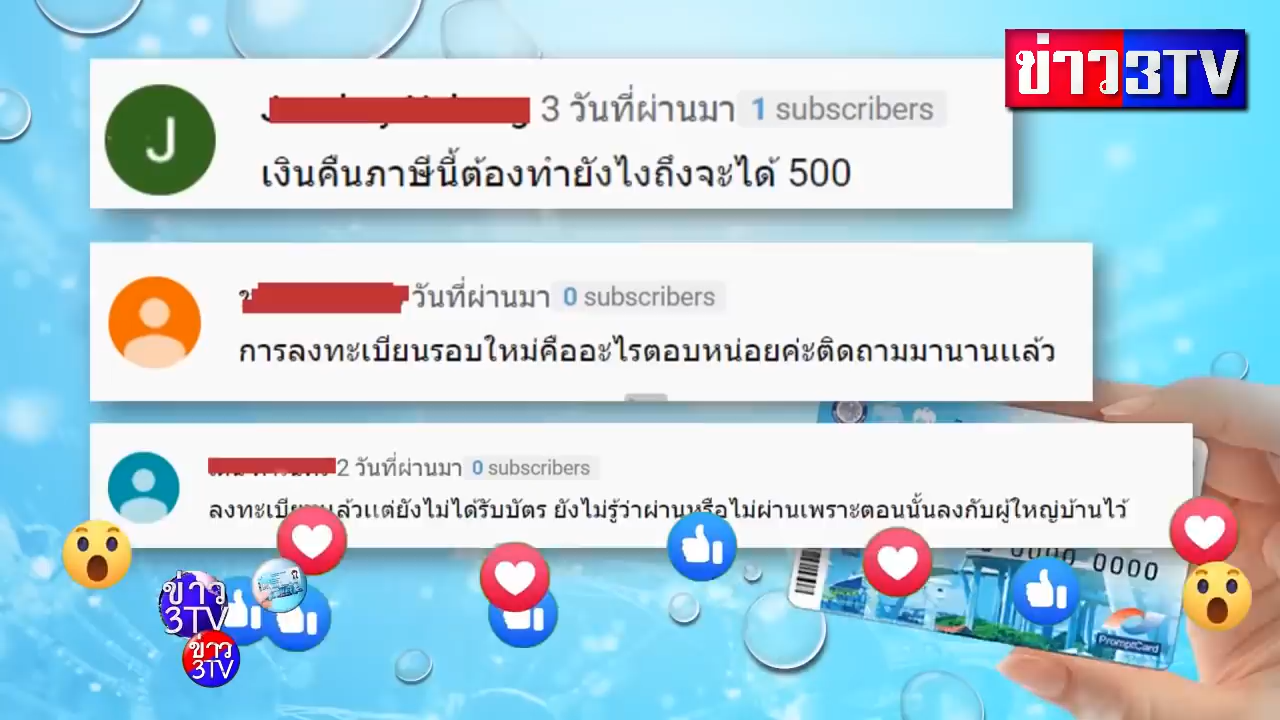 ข่าว3TV
3 วันที่ผ่านมา 1 subscribers
J
เงินคืนภาษีนี้ต้องทำยังไงถึงจะได้ 500
วันที่ผ่านมา 0 subscribers
การลงทะเบียนรอบใหม่คืออะไรตอบหน่อยค่ะติดถามมานานแล้ว
2 วันที่ผ่านมา 0 subscribers
ลงทะเบียนแล้วแต่ยังไม่ได้รับบัตร ยังไม่รู้ว่าผ่านหรือไม่ผ่านเพราะตอนนั้นลงกับผู้ใหญ่บ้านไว้
0000 0000
PromptCard
ข่าว
3TV
ข่าว
3TV